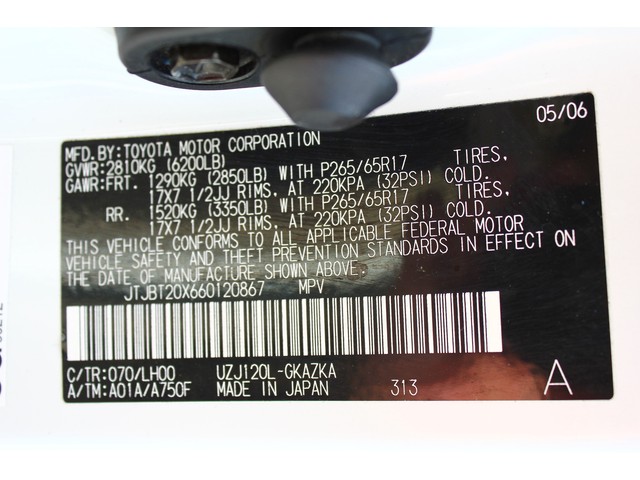 05/06
MFD.BY:TOYOTA MOTOR CORPORATION
GVWR:2810KG (6200LB)
GAWR:FRT. 1290KG (2850LB) WITH P265/65R17 TIRES,
17X7 1/2JJ RIMS, AT 220KPA (32PSI) COLD.
RR. 1520KG (3350LB) WITH P265/65R17 TIRES,
17X7 1/2JJ RIMS, AT 220KPA (32PSI) COLD.
THIS VEHICLE CONFORMS TO ALL APPLICABLE FEDERAL MOTOR
VEHICLE SAFETY AND THEFT PREVENTION STANDARDS IN EFFECT ON
THE DATE OF MANUFACTURE SHOWN ABOVE.
JTJBT20X660120867 MPV
C/TR:070/LH00 UZJ120L-GKAZKA
A/TM:A01A/A750F MADE IN JAPAN 313 A